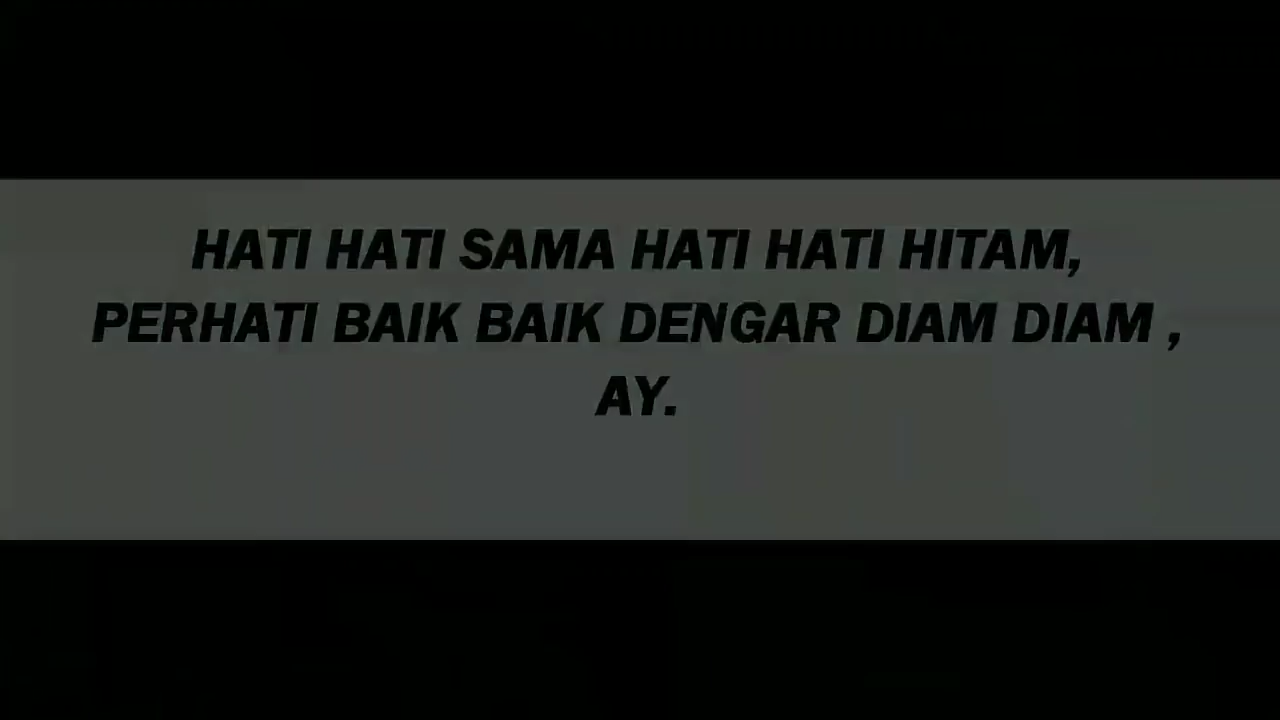 HATI HATI SAMA HATI HATI HITAM,
PERHATI BAIK BAIK DENGAR DIAM DIAM ,
AY.